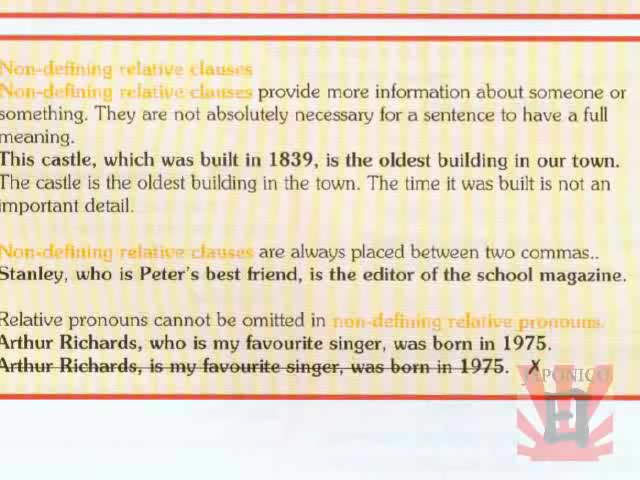 Non-defining relative clauses
Non-defining relative clauses provide more information about someone or
something. They are not absolutely necessary for a sentence to have a full
meaning.
This castle, which was built in 1839, is the oldest building in our town.
The castle is the oldest building in the town. The time it was built is not an
important detail.
Non-defining relative clauses are always placed between two commas..
Stanley, who is Peter's best friend, is the editor of the school magazine.
Relative pronouns cannot be omitted in non-defining relative pronouns.
Arthur Richards, who is my favourite singer, was born in 1975.
Arthur Richards, is my favourite singer, was born in 1975. ✗
JAPONICO
日